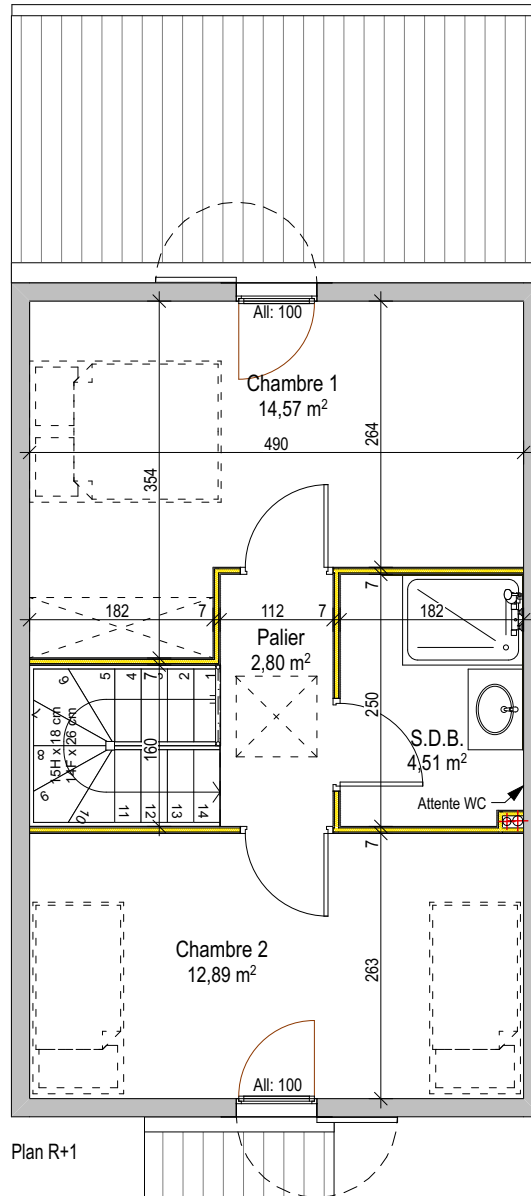 All: 100
Chambre 1
14,57 m²
490
264
354
182
7
112
7
182
7
Palier
2,80 m²
250
S.D.B.
4,51 m²
Attente WC
1
2
3
4
5
6
7
8
9
10
11
12
13
14
7
160
15H x 18 cm
14F x 26 cm
7
Chambre 2
12,89 m²
263
All: 100
Plan R+1